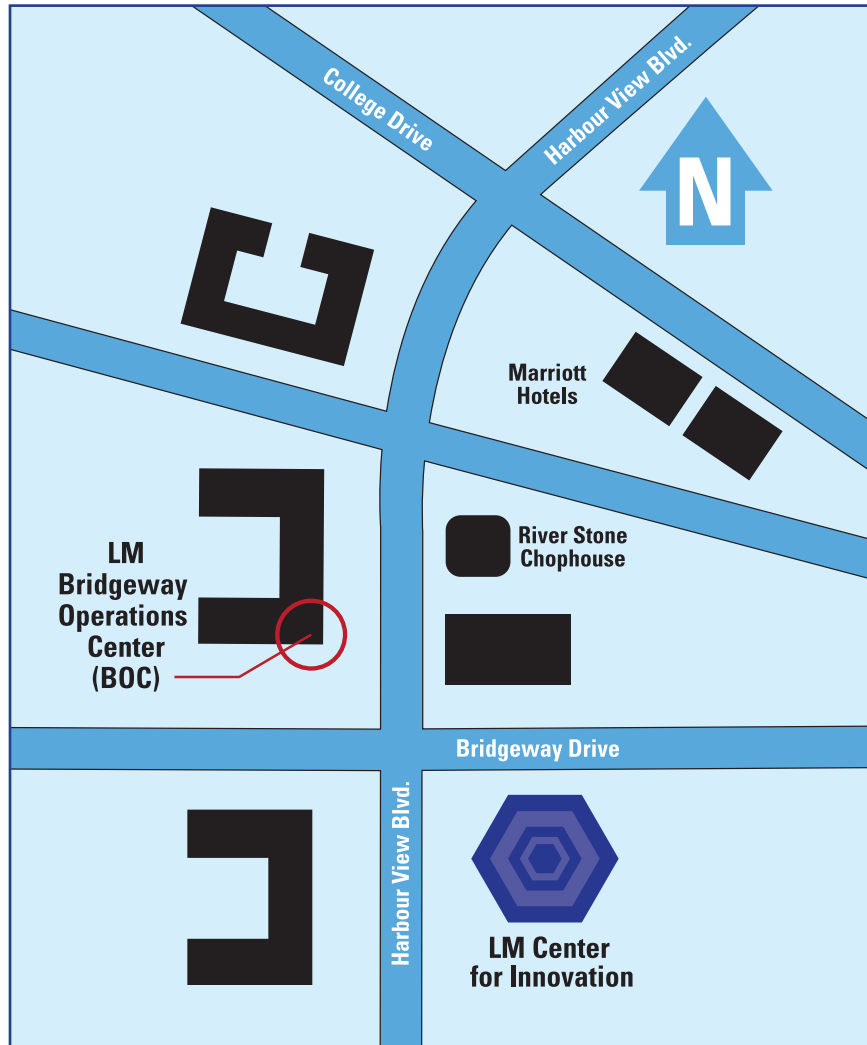 College Drive
Harbour View Blvd.
N
Marriott
Hotels
River Stone
Chophouse
LM
Bridgeway
Operations
Center
(BOC)
Bridgeway Drive
Harbour View Blvd.
LM Center
for Innovation